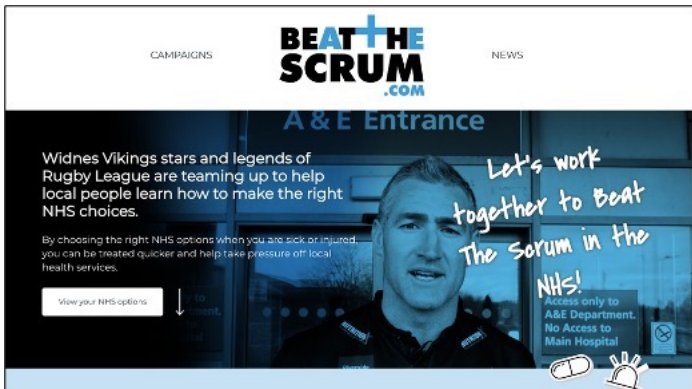 CAMPAIGNS
BEAT THE
SCRUM
.COM
NEWS
A & E Entrance
Widnes Vikings stars and legends of
Rugby League are teaming up to help
local people learn how to make the right
NHS choices.
By choosing the right NHS options when you are sick or injured,
you can be treated quicker and help take pressure off local
health services.
View your NHS options
Let's work
together to Beat
The Scrum in the
NHS!
Access only to
A&E Department.
No Access to
Main Hospital